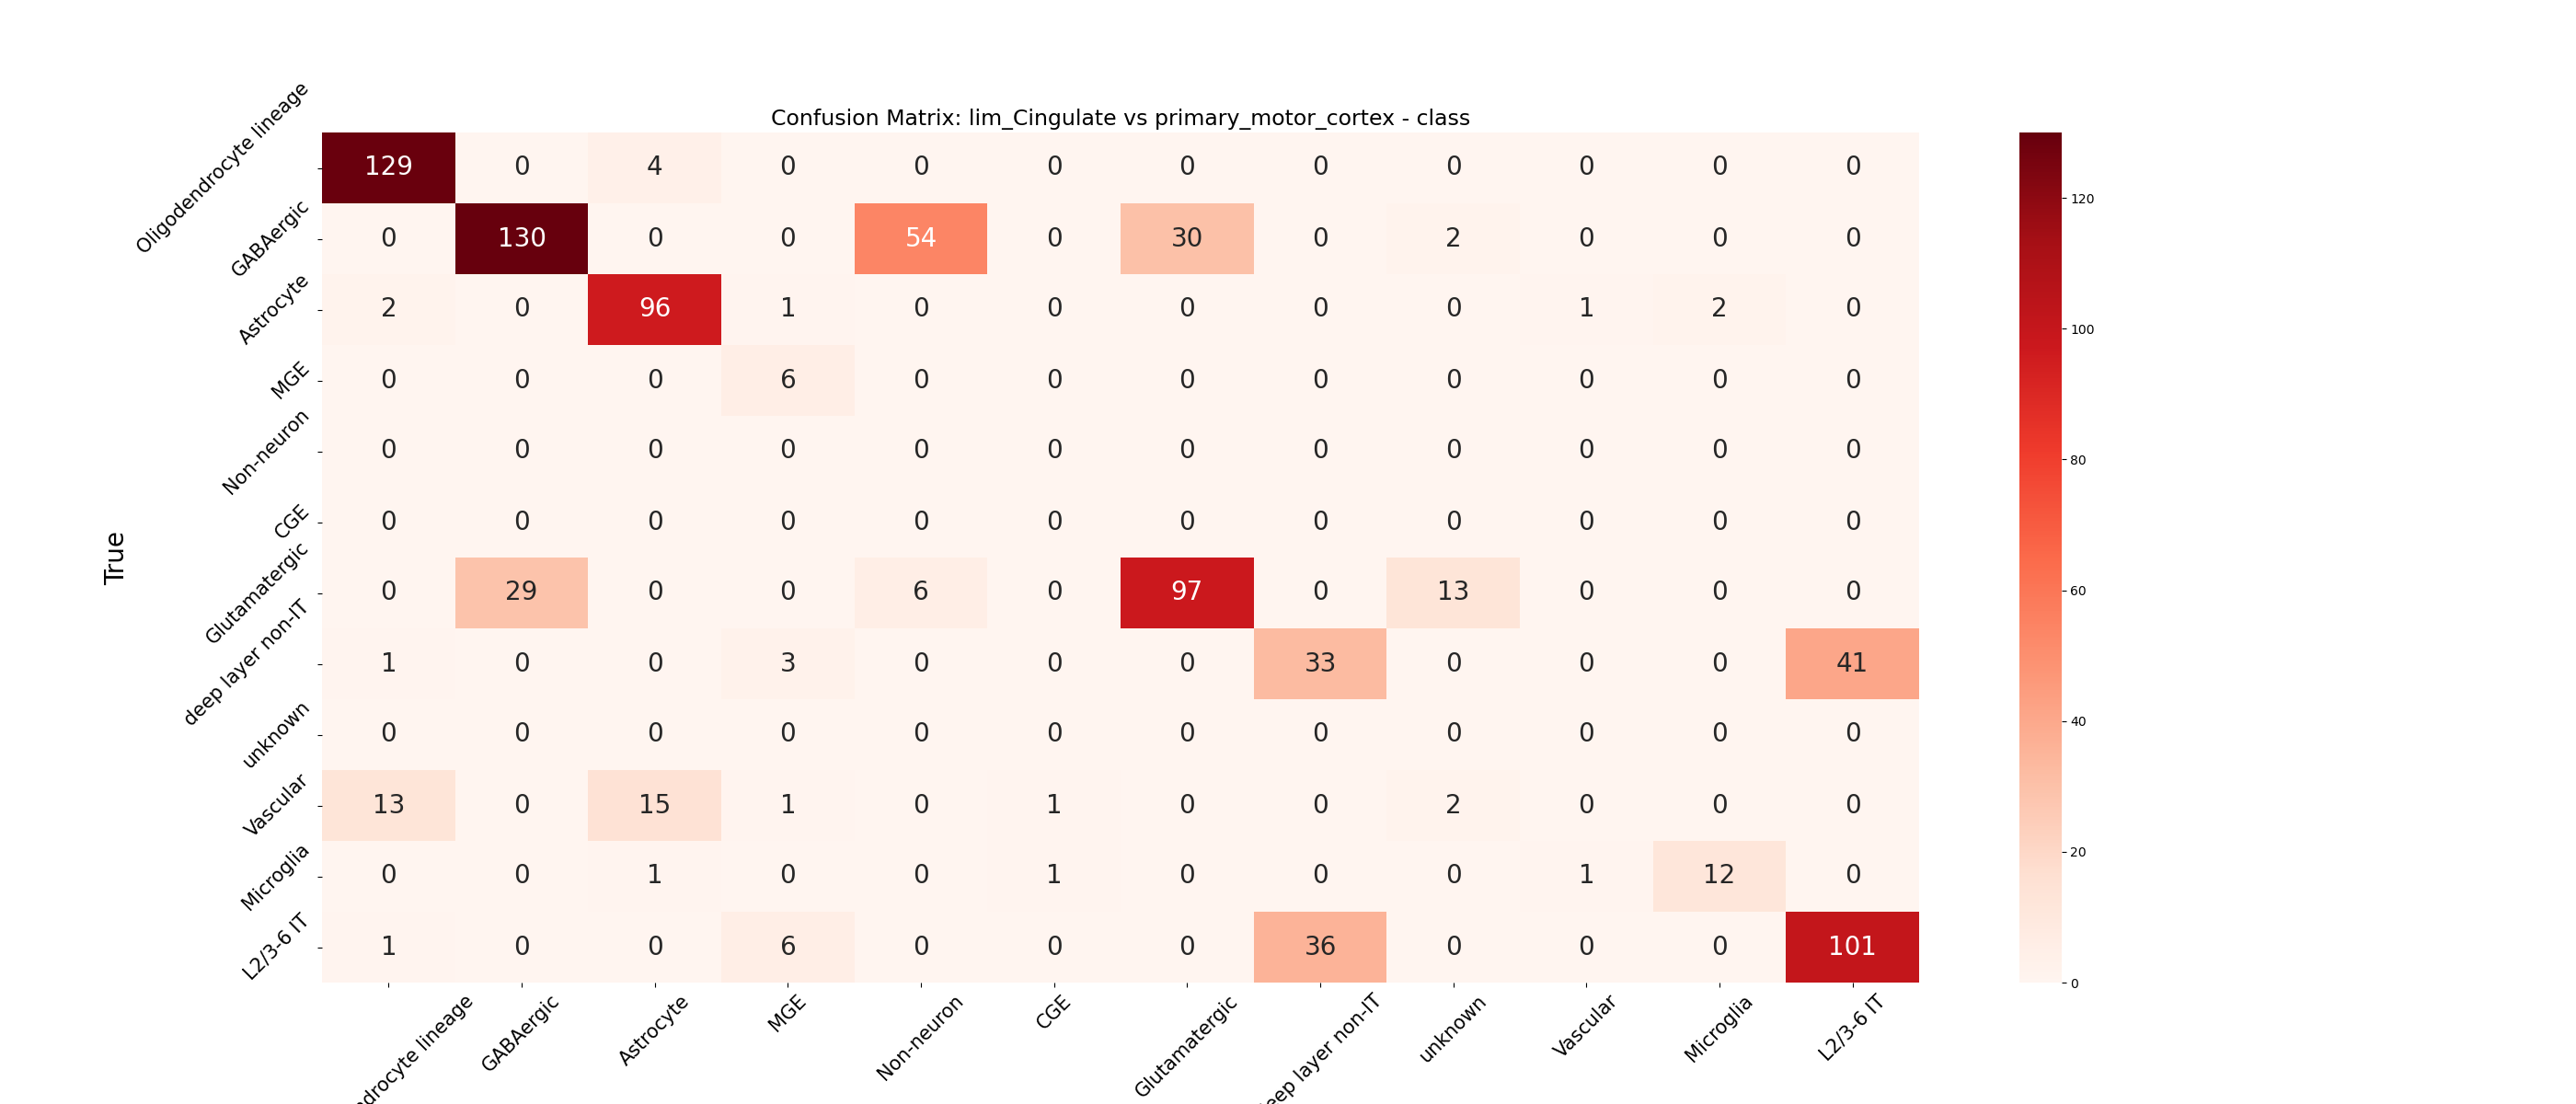 Confusion Matrix: lim_Cingulate vs primary_motor_cortex - class
True
Oligodendrocyte lineage 129 0 4 0 0 0 0 0 0 0 0 0
GABAergic 0 130 0 0 54 0 30 0 2 0 0 0
Astrocyte 2 0 96 1 0 0 0 0 0 1 2 0
MGE 0 0 0 6 0 0 0 0 0 0 0 0
Non-neuron 0 0 0 0 0 0 0 0 0 0 0 0
CGE 0 0 0 0 0 0 0 0 0 0 0 0
Glutamatergic 0 29 0 0 6 0 97 0 13 0 0 0
deep layer non-IT 1 0 0 3 0 0 0 33 0 0 0 41
unknown 0 0 0 0 0 0 0 0 0 0 0 0
Vascular 13 0 15 1 0 1 0 0 2 0 0 0
Microglia 0 0 1 0 0 1 0 0 0 1 12 0
L2/3-6 IT 1 0 0 6 0 0 0 36 0 0 0 101
ndrocyte lineage GABAergic Astrocyte MGE Non-neuron CGE Glutamatergic eep layer non-IT unknown Vascular Microglia L2/3-6 IT
120
100
80
60
40
20
0